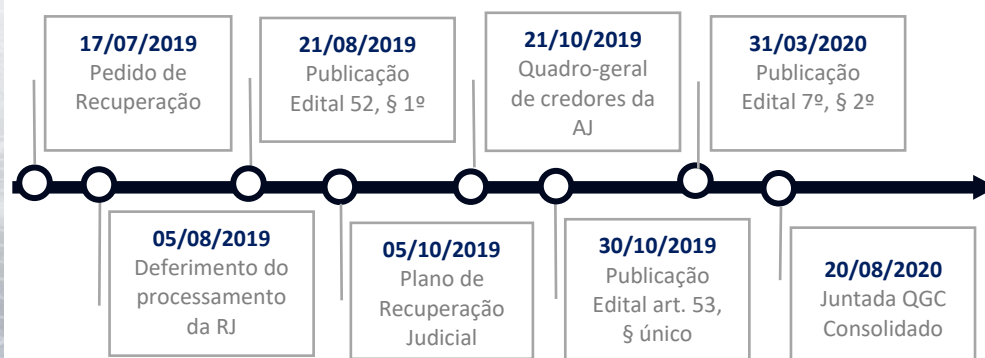 17/07/2019
Pedido de
Recuperação
21/08/2019
Publicação
Edital 52, § 1º
21/10/2019
Quadro-geral
de credores da
AJ
31/03/2020
Publicação
Edital 7º, § 2º
05/08/2019
Deferimento do
processamento
da RJ
05/10/2019
Plano de
Recuperação
Judicial
30/10/2019
Publicação
Edital art. 53,
§ único
20/08/2020
Juntada QGC
Consolidado